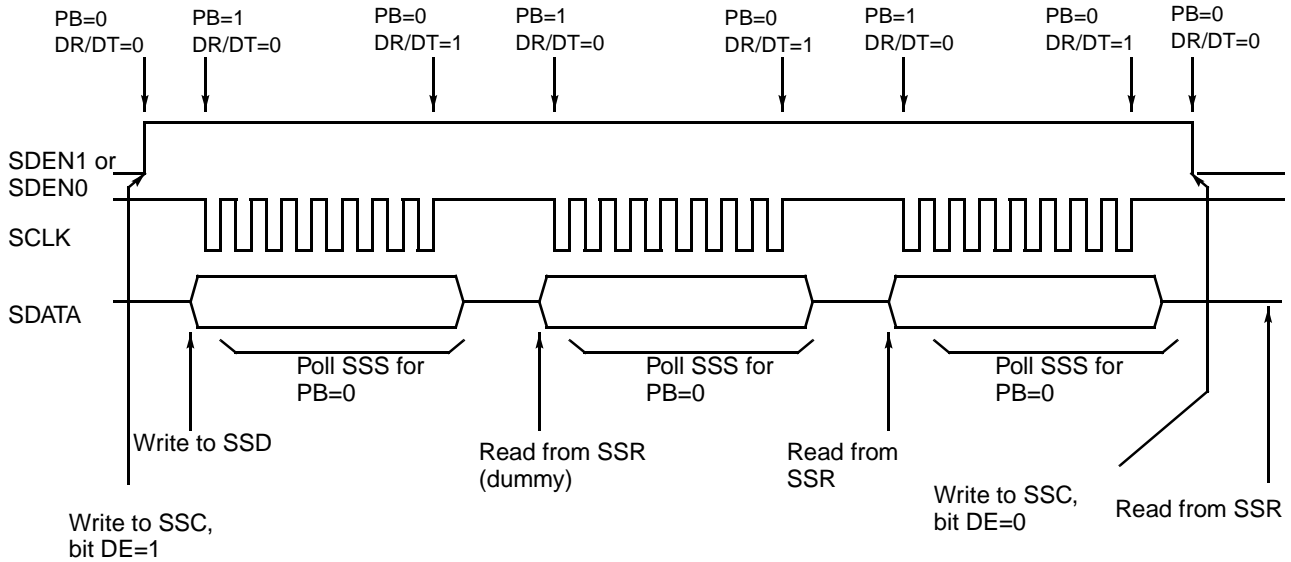 PB=0
DR/DT=0
PB=1
DR/DT=0
PB=0
DR/DT=1
PB=1
DR/DT=0
PB=0
DR/DT=1
PB=1
DR/DT=0
PB=0
DR/DT=1
PB=0
DR/DT=0
SDEN1 or
SDEN0
SCLK
SDATA
Poll SSS for
PB=0
Poll SSS for
PB=0
Poll SSS for
PB=0
Write to SSD
Read from SSR
(dummy)
Read from
SSR
Write to SSC,
bit DE=0
Read from SSR
Write to SSC,
bit DE=1